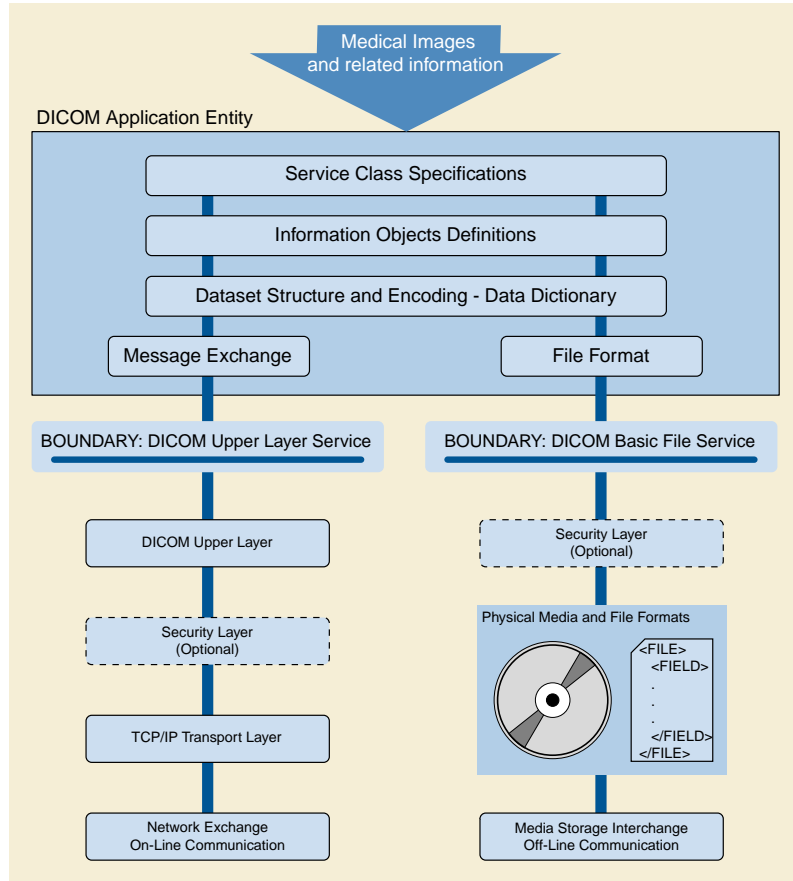 Medical Images
and related information
DICOM Application Entity
Service Class Specifications
Information Objects Definitions
Dataset Structure and Encoding - Data Dictionary
Message Exchange
File Format
BOUNDARY: DICOM Upper Layer Service
BOUNDARY: DICOM Basic File Service
DICOM Upper Layer
Security Layer
(Optional)
TCP/IP Transport Layer
Network Exchange
On-Line Communication
Security Layer
(Optional)
Physical Media and File Formats
<FILE>
<FIELD>
.
.
.
</FIELD>
</FILE>
Media Storage Interchange
Off-Line Communication